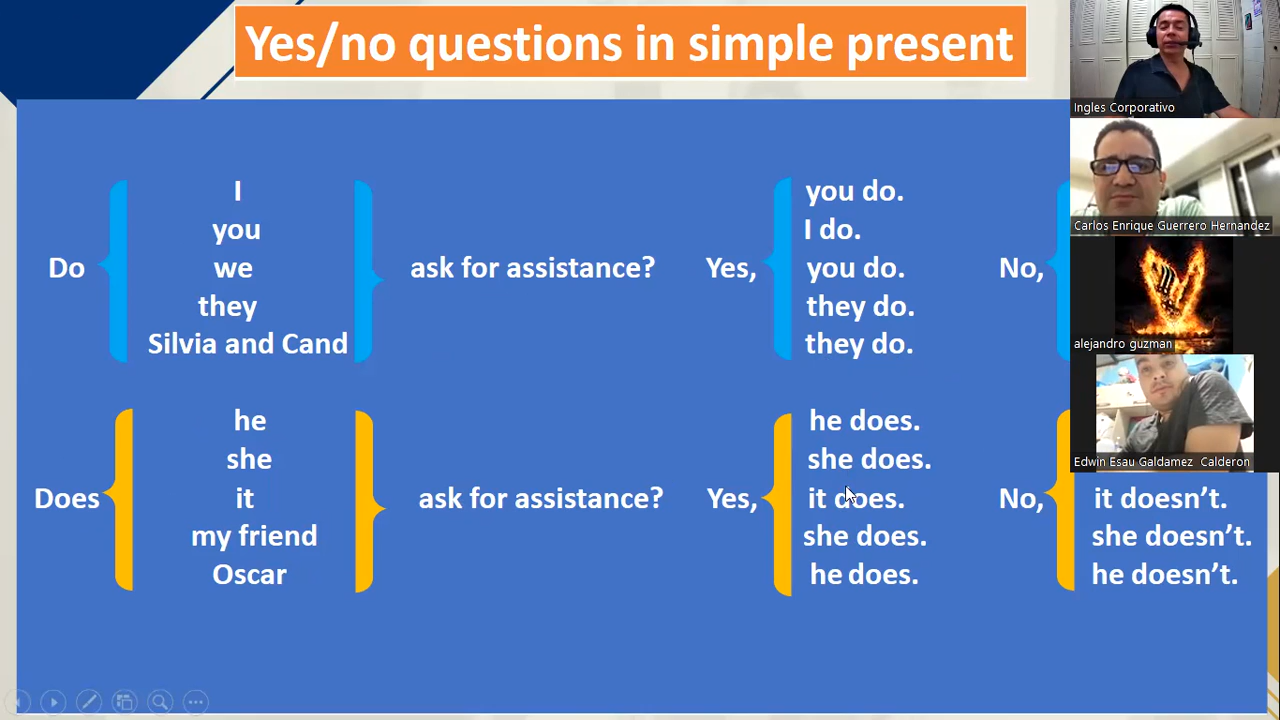 Yes/no questions in simple present
Do
I
you
we
they
Silvia and Cand
ask for assistance?
Yes,
you do.
I do.
you do.
they do.
they do.
No,
Does
he
she
it
my friend
Oscar
ask for assistance?
Yes,
he does.
she does.
it does.
she does.
he does.
No,
it doesn’t.
she doesn’t.
he doesn’t.
Ingles Corporativo
Carlos Enrique Guerrero Hernandez
alejandro guzman
Edwin Esau Galdamez Calderon